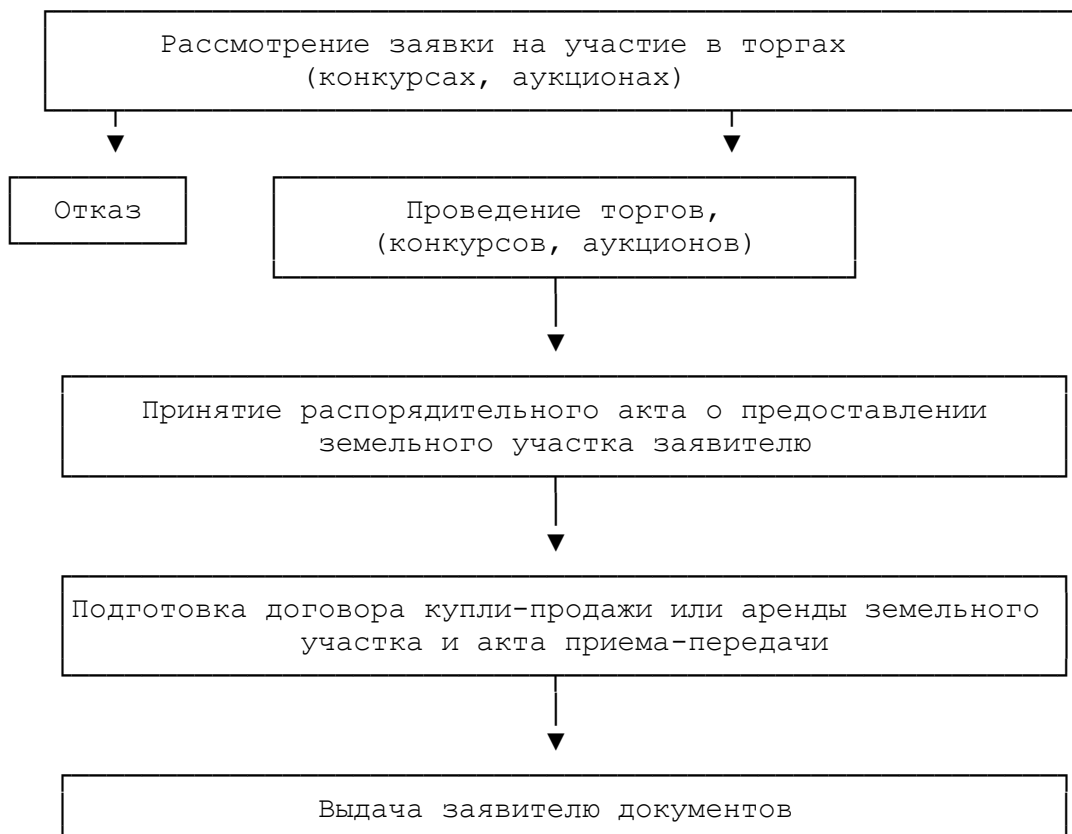 Рассмотрение заявки на участие в торгах
(конкурсах, аукционах)
Отказ
Проведение торгов,
(конкурсов, аукционов)
Принятие распорядительного акта о предоставлении
земельного участка заявителю
Подготовка договора купли-продажи или аренды земельного
участка и акта приема-передачи
Выдача заявителю документов